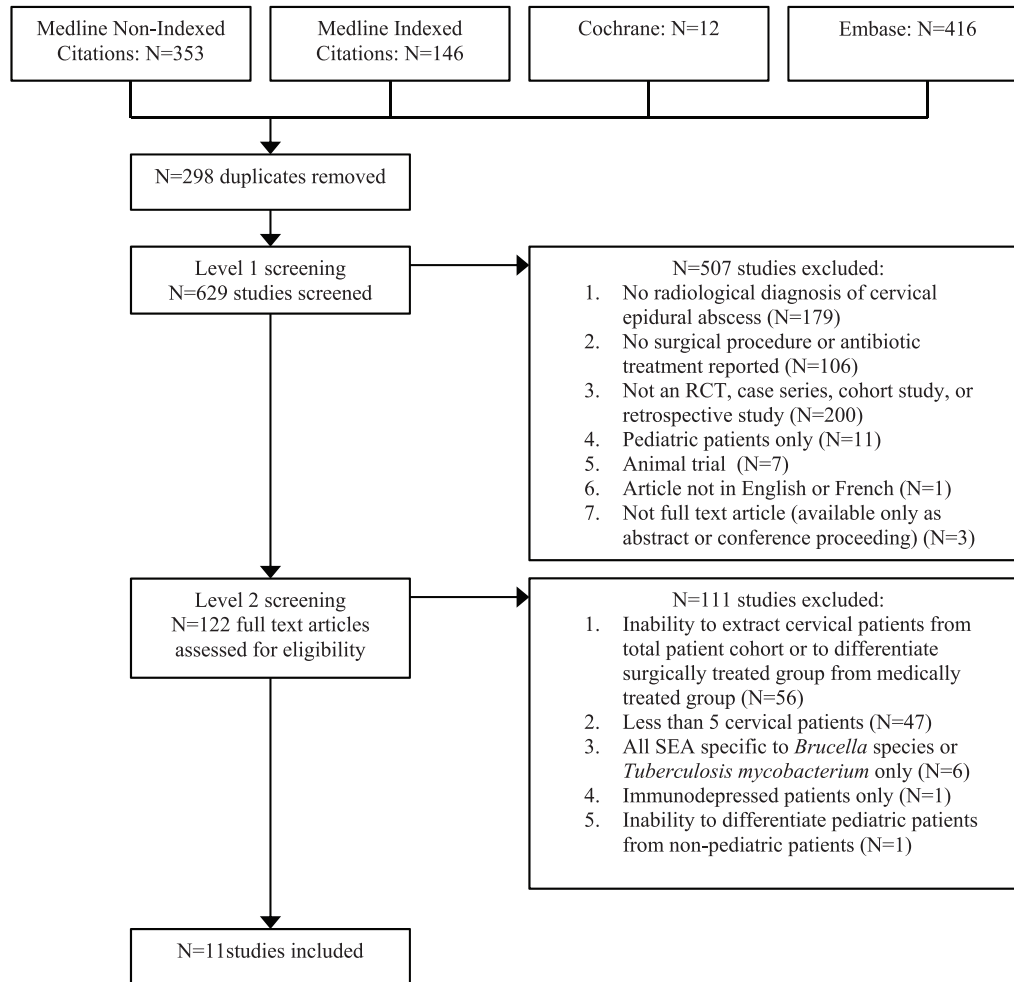 Medline Non-Indexed
Citations: N=353
Medline Indexed
Citations: N=146
Cochrane: N=12
Embase: N=416
N=298 duplicates removed
Level 1 screening
N=629 studies screened
N=507 studies excluded:
1. No radiological diagnosis of cervical
epidural abscess (N=179)
2. No surgical procedure or antibiotic
treatment reported (N=106)
3. Not an RCT, case series, cohort study, or
retrospective study (N=200)
4. Pediatric patients only (N=11)
5. Animal trial (N=7)
6. Article not in English or French (N=1)
7. Not full text article (available only as
abstract or conference proceeding) (N=3)
Level 2 screening
N=122 full text articles
assessed for eligibility
N=111 studies excluded:
1. Inability to extract cervical patients from
total patient cohort or to differentiate
surgically treated group from medically
treated group (N=56)
2. Less than 5 cervical patients (N=47)
3. All SEA specific to Brucella species or
Tuberculosis mycobacterium only (N=6)
4. Immunodepressed patients only (N=1)
5. Inability to differentiate pediatric patients
from non-pediatric patients (N=1)
N=11studies included